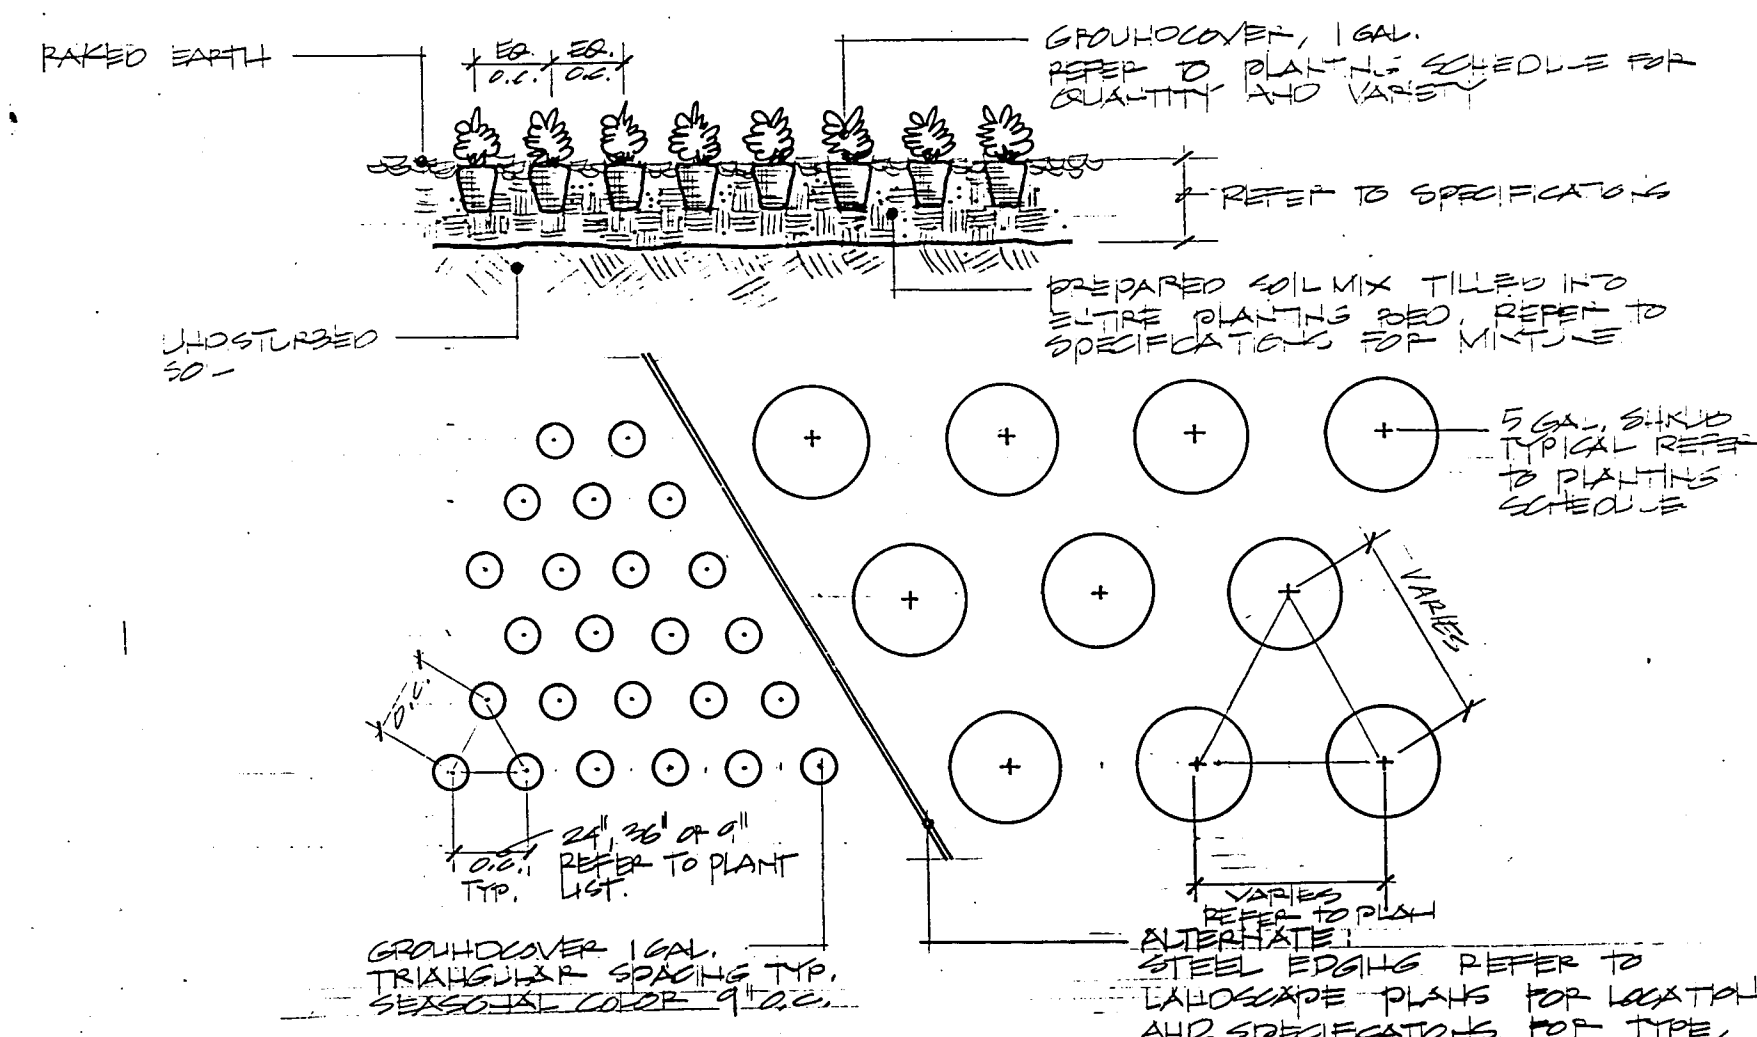 RAKED EARTH
EQ. EQ.
O.C. O.C.
GROUNDCOVER, 1 GAL.
REFER TO PLANTING SCHEDULE FOR
QUANTITY AND VARIETY
REFER TO SPECIFICATIONS
PREPARED SOIL MIX TILLED INTO
ENTIRE PLANTING BED, REFER TO
SPECIFICATIONS FOR MIXTURE
UNDISTURBED
SOIL
5 GAL. SHRUB
TYPICAL REFER
TO PLANTING
SCHEDULE
VARIES
O.C.
24", 36" OR 9"
REFER TO PLANT
LIST.
O.C.
TYP.
VARIES
REFER TO PLAN
GROUNDCOVER 1 GAL.
TRIANGULAR SPACING TYP.
SEASONAL COLOR 9" O.C.
ALTERNATE:
STEEL EDGING REFER TO
LANDSCAPE PLANS FOR LOCATION
AND SPECIFICATIONS FOR TYPE.